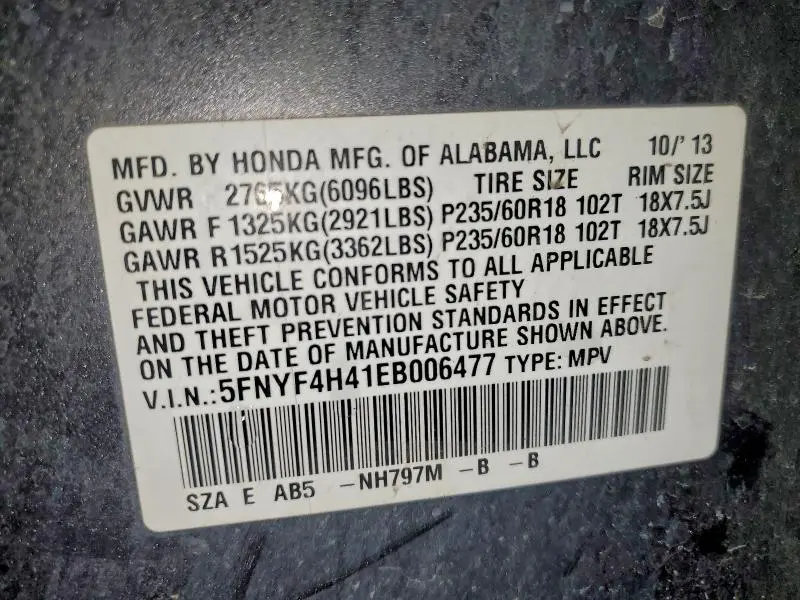 MFD. BY HONDA MFG. OF ALABAMA, LLC 10/'13
GVWR 2765KG(6096LBS) TIRE SIZE RIM SIZE
GAWR F 1325KG(2921LBS) P235/60R18 102T 18X7.5J
GAWR R1525KG(3362LBS) P235/60R18 102T 18X7.5J
THIS VEHICLE CONFORMS TO ALL APPLICABLE
FEDERAL MOTOR VEHICLE SAFETY
AND THEFT PREVENTION STANDARDS IN EFFECT
ON THE DATE OF MANUFACTURE SHOWN ABOVE.
V.I.N.:5FNYF4H41EB006477 TYPE: MPV
SZA E AB5 -NH797M -B -B